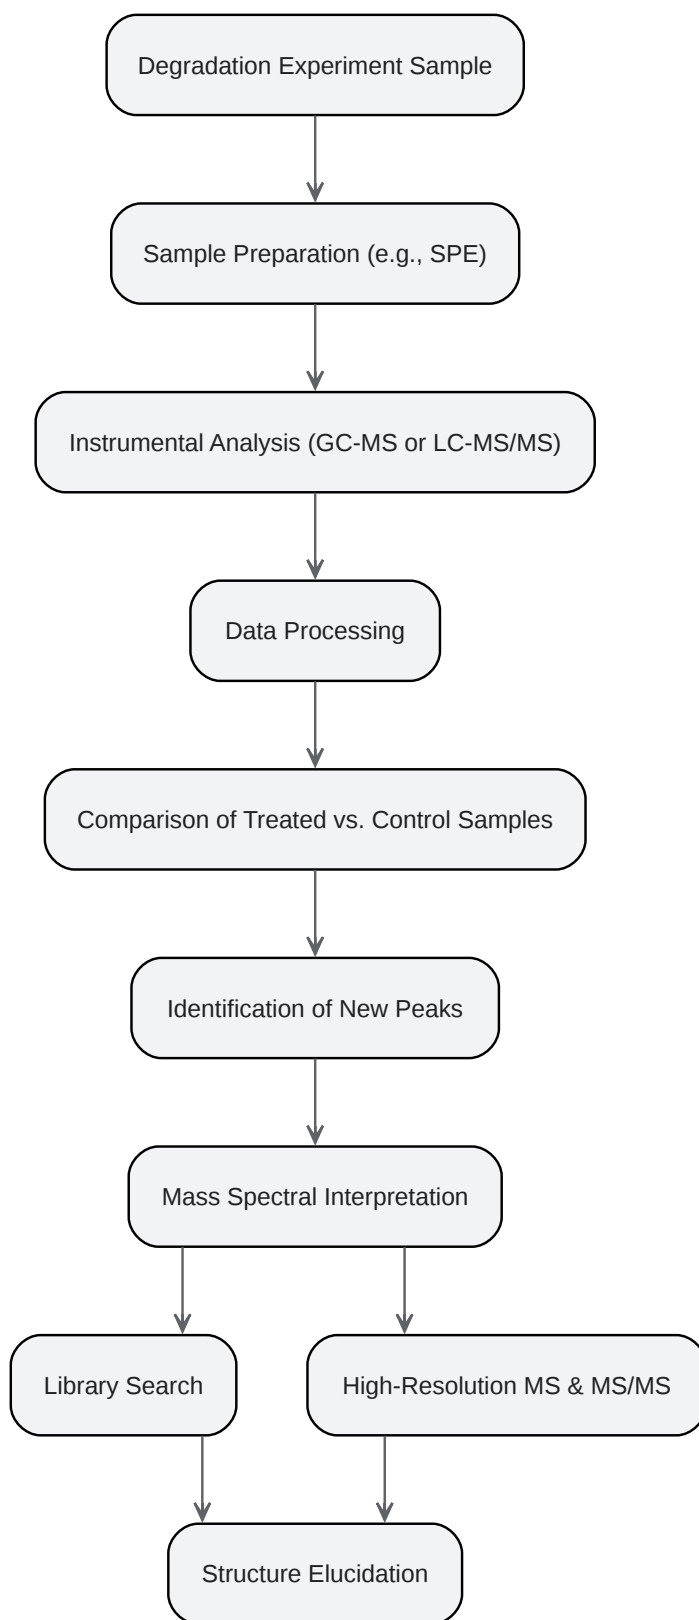 Degradation Experiment Sample
Sample Preparation (e.g., SPE)
Instrumental Analysis (GC-MS or LC-MS/MS)
Data Processing
Comparison of Treated vs. Control Samples
Identification of New Peaks
Mass Spectral Interpretation
Library Search
High-Resolution MS & MS/MS
Structure Elucidation